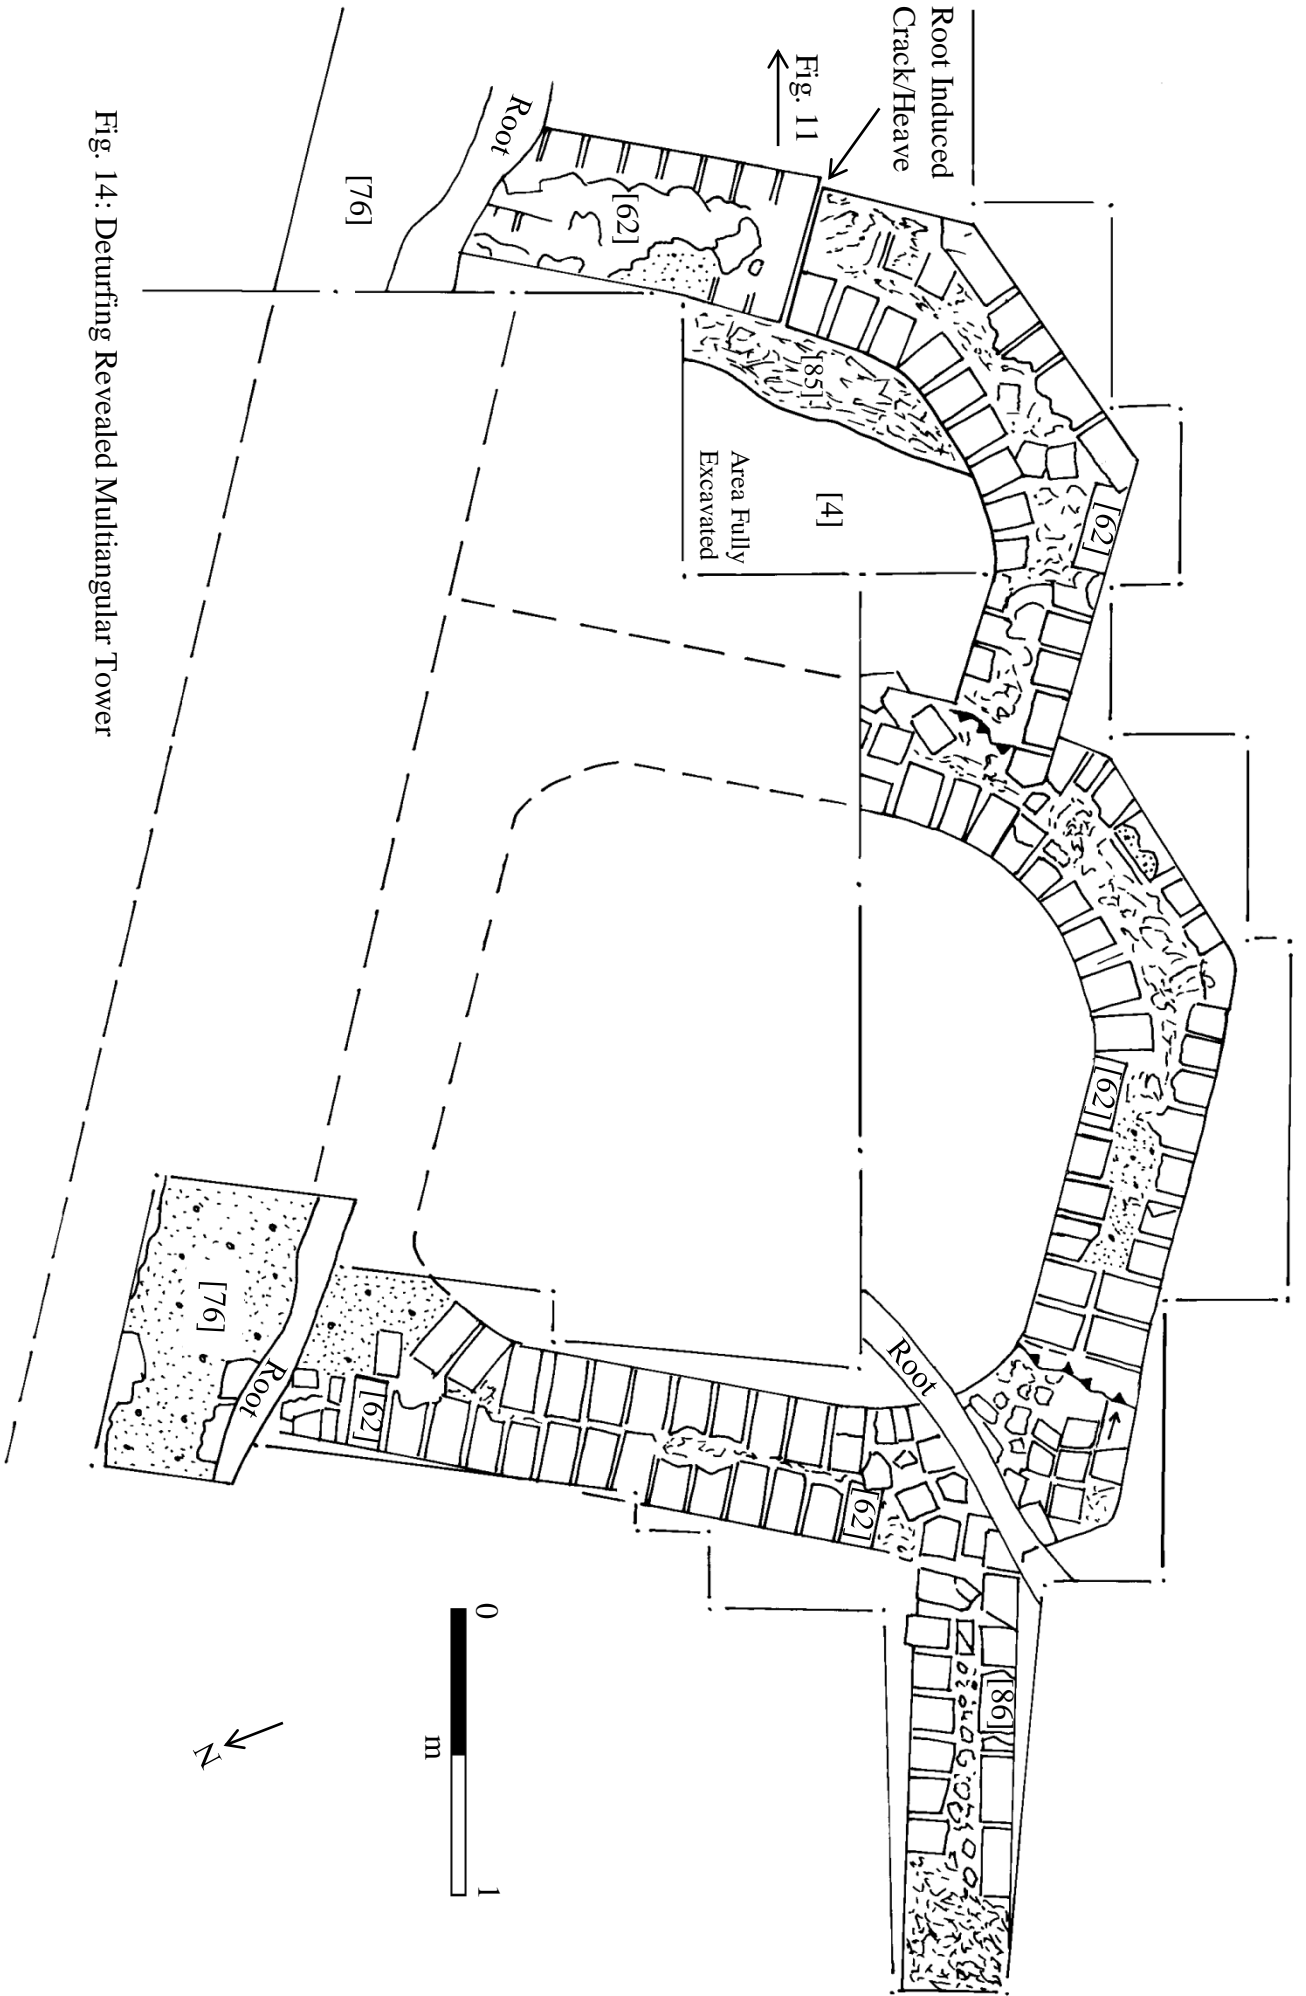 Root Induced
Crack/Heave
Fig. 11
Root
[62]
[76]
[85]
[4]
Area Fully
Excavated
[62]
[62]
Root
[76]
Root
[62]
[62]
[86]
0
1
m
N
Fig. 14: Deturfing Revealed Multiangular Tower